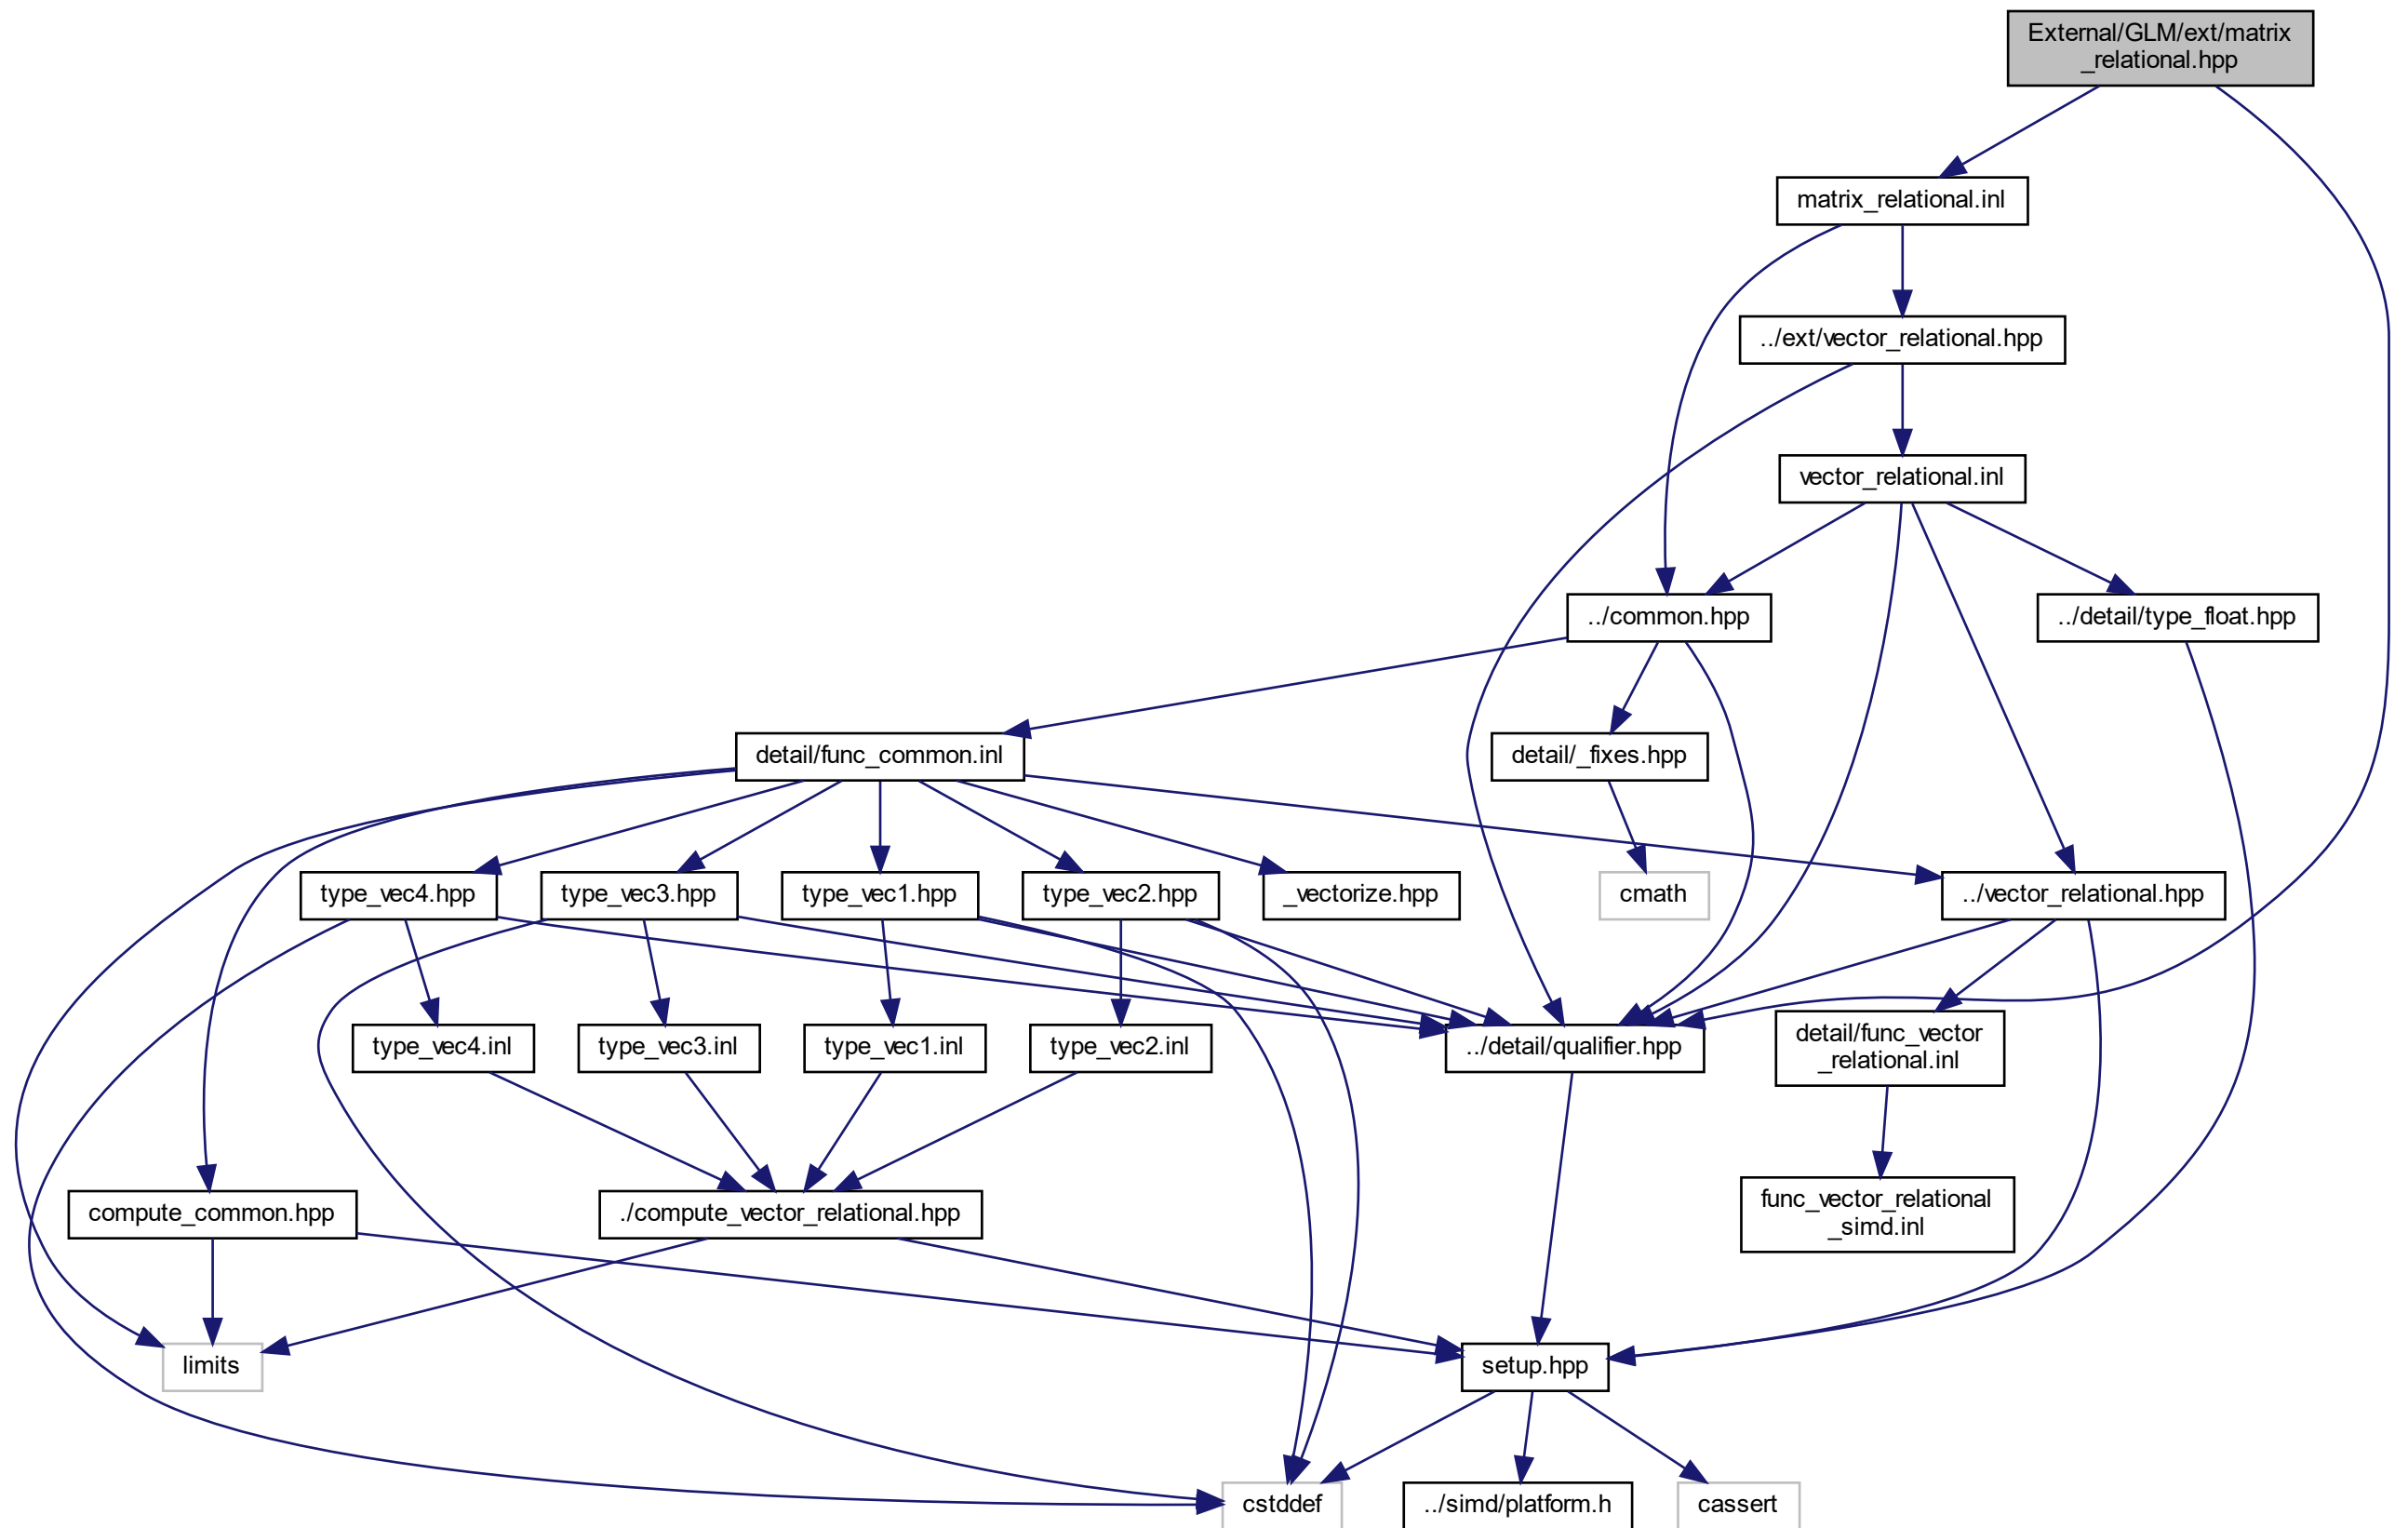 External/GLM/ext/matrix
_relational.hpp
matrix_relational.inl
../ext/vector_relational.hpp
vector_relational.inl
../common.hpp
../detail/type_float.hpp
detail/func_common.inl
detail/_fixes.hpp
type_vec4.hpp
type_vec3.hpp
type_vec1.hpp
type_vec2.hpp
_vectorize.hpp
cmath
../vector_relational.hpp
type_vec4.inl
type_vec3.inl
type_vec1.inl
type_vec2.inl
../detail/qualifier.hpp
detail/func_vector
_relational.inl
compute_common.hpp
./compute_vector_relational.hpp
func_vector_relational
_simd.inl
limits
setup.hpp
cstddef
../simd/platform.h
cassert